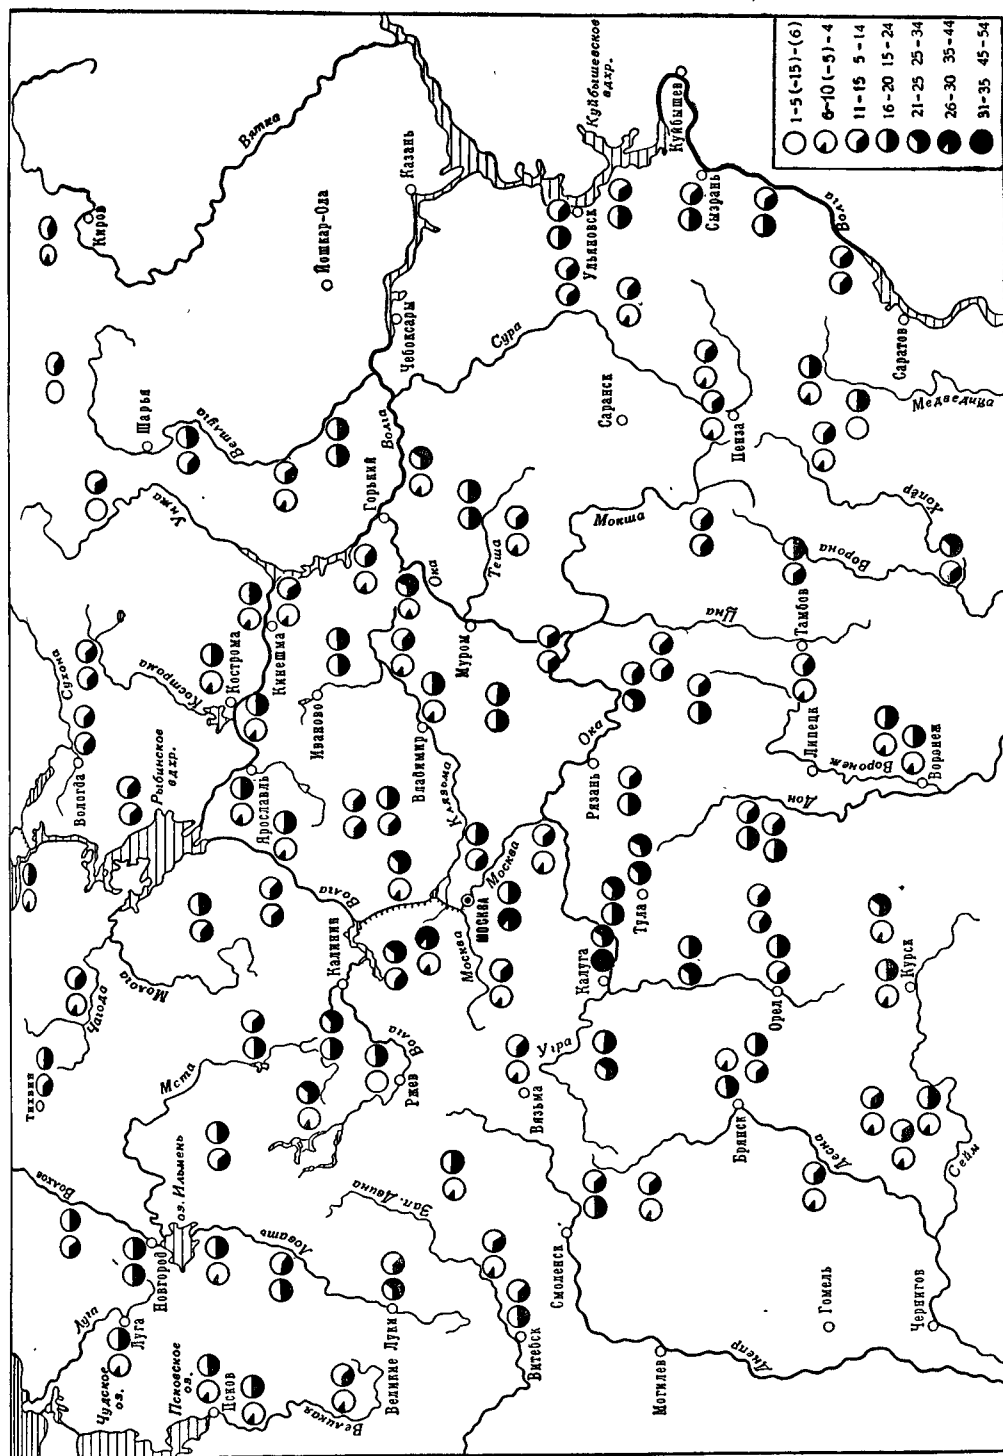 Луга
Волхов
Тихвин
Сухона
Чудское оз.
Луга
Чагода
Вологда
Киров
Новгород
Мста
Молога
Рыбинское вдхр.
Кострома
Унжа
Шарья
Псковское оз.
оз. Ильмень
Псков
Кострома
Ветлуга
Вятка
Ярославль
Кинешма
Ловать
Волга
Иваново
Йошкар-Ола
Великая
Калинин
Великие Луки
Ржев
Волга
Горький
Волга
Чебоксары
Казань
Зап. Двина
Владимир
Клязьма
Ока
Москва
МОСКВА
Москва
Муром
Теша
Сура
Витебск
Вязьма
Смоленск
Угра
Калуга
Ока
Рязань
Мокша
Саранск
Ульяновск
Куйбышевское вдхр.
Тула
Могилев
Брянск
Орел
Цна
Пенза
Сызрань
Куйбышев
Днепр
Гомель
Десна
Дон
Липецк
Тамбов
Ворона
Волга
Сейм
Курск
Воронеж
Воронеж
Хопёр
Медведица
Саратов
Чернигов
1-5 (-15)-(6)
6-10 (-5)-4
11-15 5-14
16-20 15-24
21-25 25-34
26-30 35-44
31-35 45-54